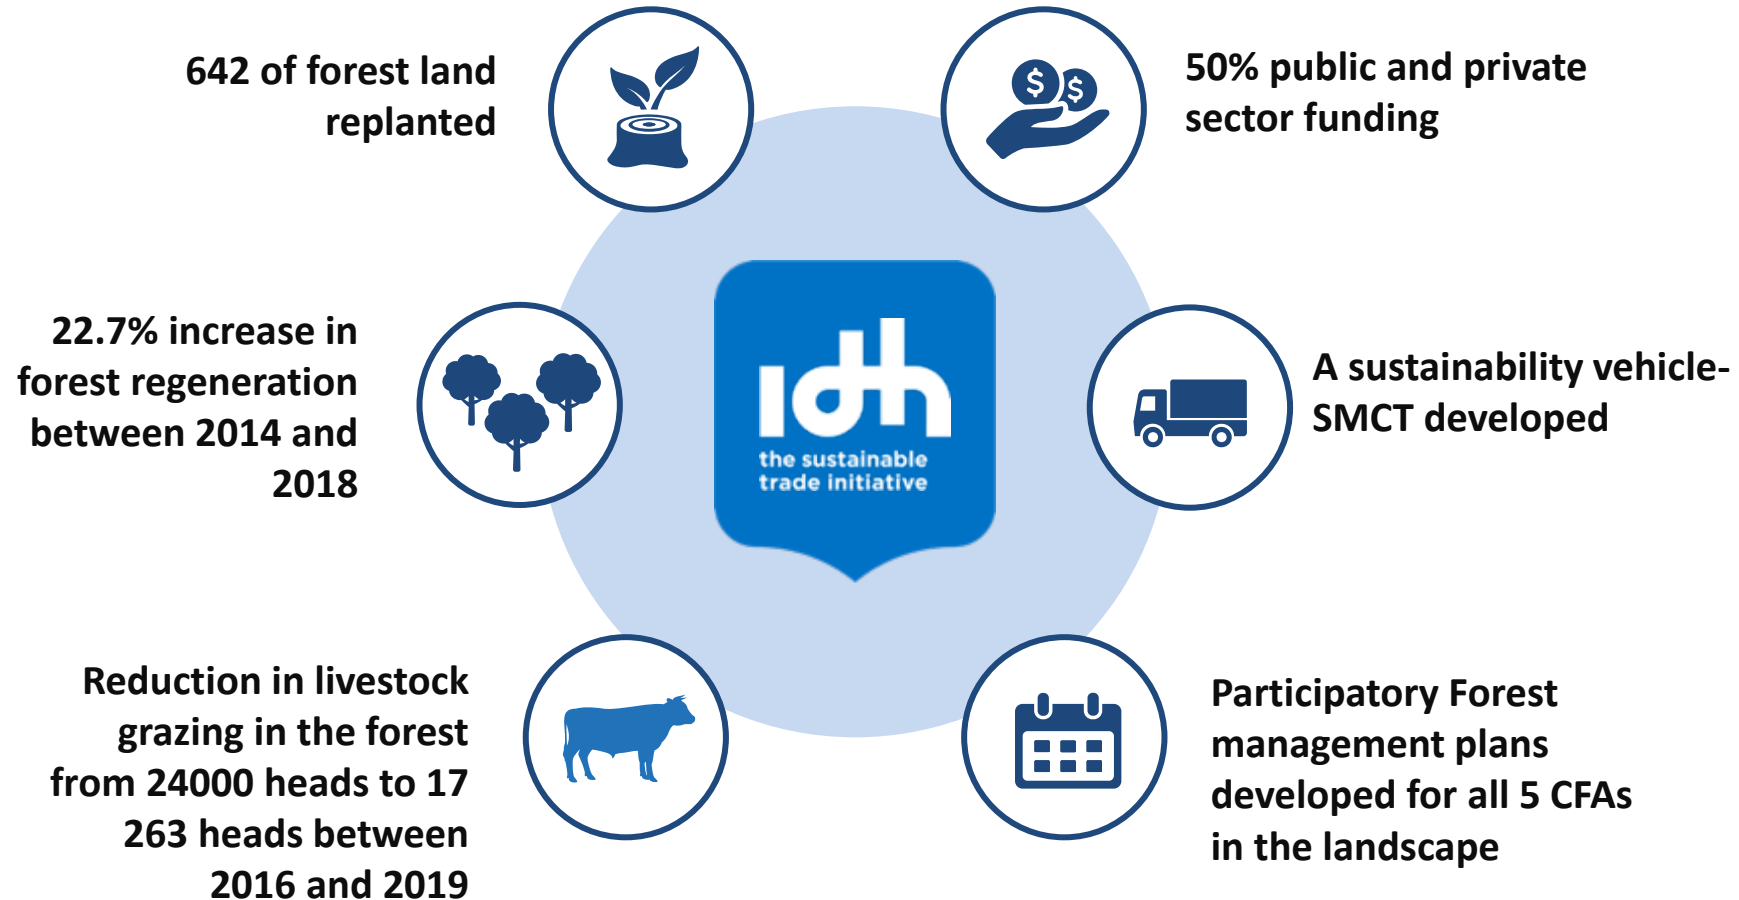 642 of forest land
replanted
50% public and private
sector funding
22.7% increase in
forest regeneration
between 2014 and
2018
idh
the sustainable
trade initiative
A sustainability vehicle-
SMCT developed
Reduction in livestock
grazing in the forest
from 24000 heads to 17
263 heads between
2016 and 2019
Participatory Forest
management plans
developed for all 5 CFAs
in the landscape